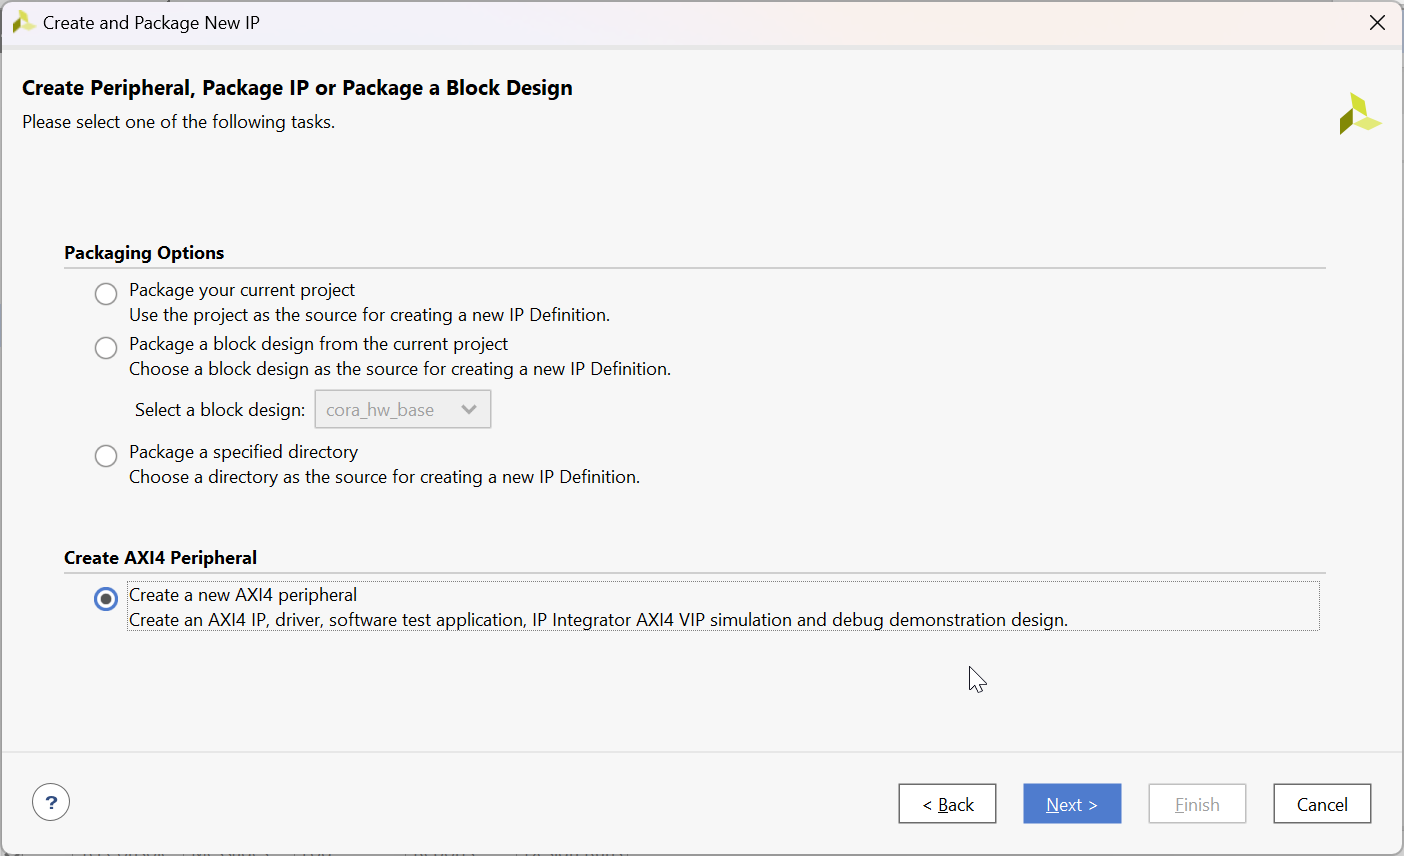 Create and Package New IP
Create Peripheral, Package IP or Package a Block Design
Please select one of the following tasks.
Packaging Options
Package your current project
Use the project as the source for creating a new IP Definition.
Package a block design from the current project
Choose a block design as the source for creating a new IP Definition.
Select a block design: cora_hw_base
Package a specified directory
Choose a directory as the source for creating a new IP Definition.
Create AXI4 Peripheral
Create a new AXI4 peripheral
Create an AXI4 IP, driver, software test application, IP Integrator AXI4 VIP simulation and debug demonstration design.
? < Back Next > Finish Cancel